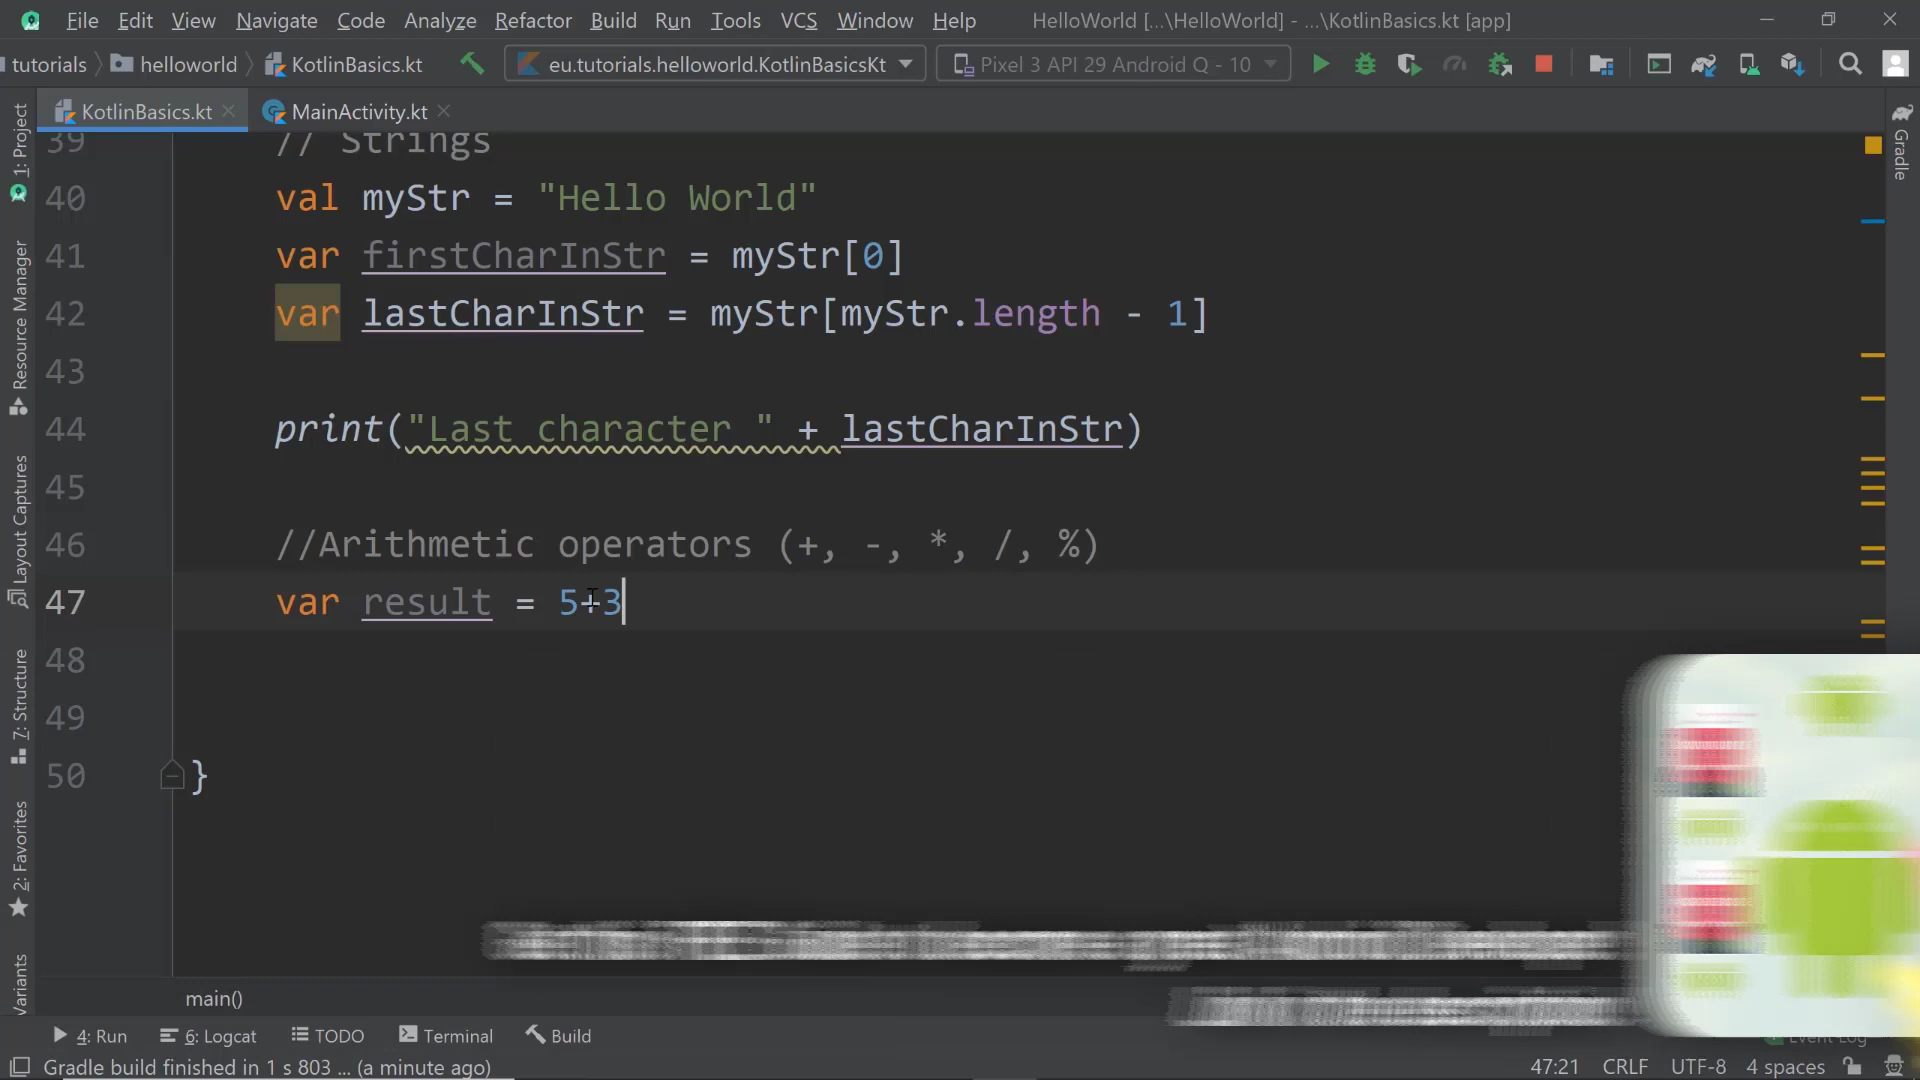 File Edit View Navigate Code Analyze Refactor Build Run Tools VCS Window Help HelloWorld [...\HelloWorld] - ...\KotlinBasics.kt [app]
tutorials helloworld KotlinBasics.kt eu.tutorials.helloworld.KotlinBasicsKt Pixel 3 API 29 Android Q - 10
KotlinBasics.kt MainActivity.kt
1: Project
Resource Manager
Layout Captures
7: Structure
2: Favorites
Variants
Gradle
39 // Strings
40 val myStr = "Hello World"
41 var firstCharInStr = myStr[0]
42 var lastCharInStr = myStr[myStr.length - 1]
43
44 print("Last character " + lastCharInStr)
45
46 //Arithmetic operators (+, -, *, /, %)
47 var result = 5+3
48
49
50 }
main()
4: Run 6: Logcat TODO Terminal Build Event Log
Gradle build finished in 1 s 803 ... (a minute ago) 47:21 CRLF UTF-8 4 spaces